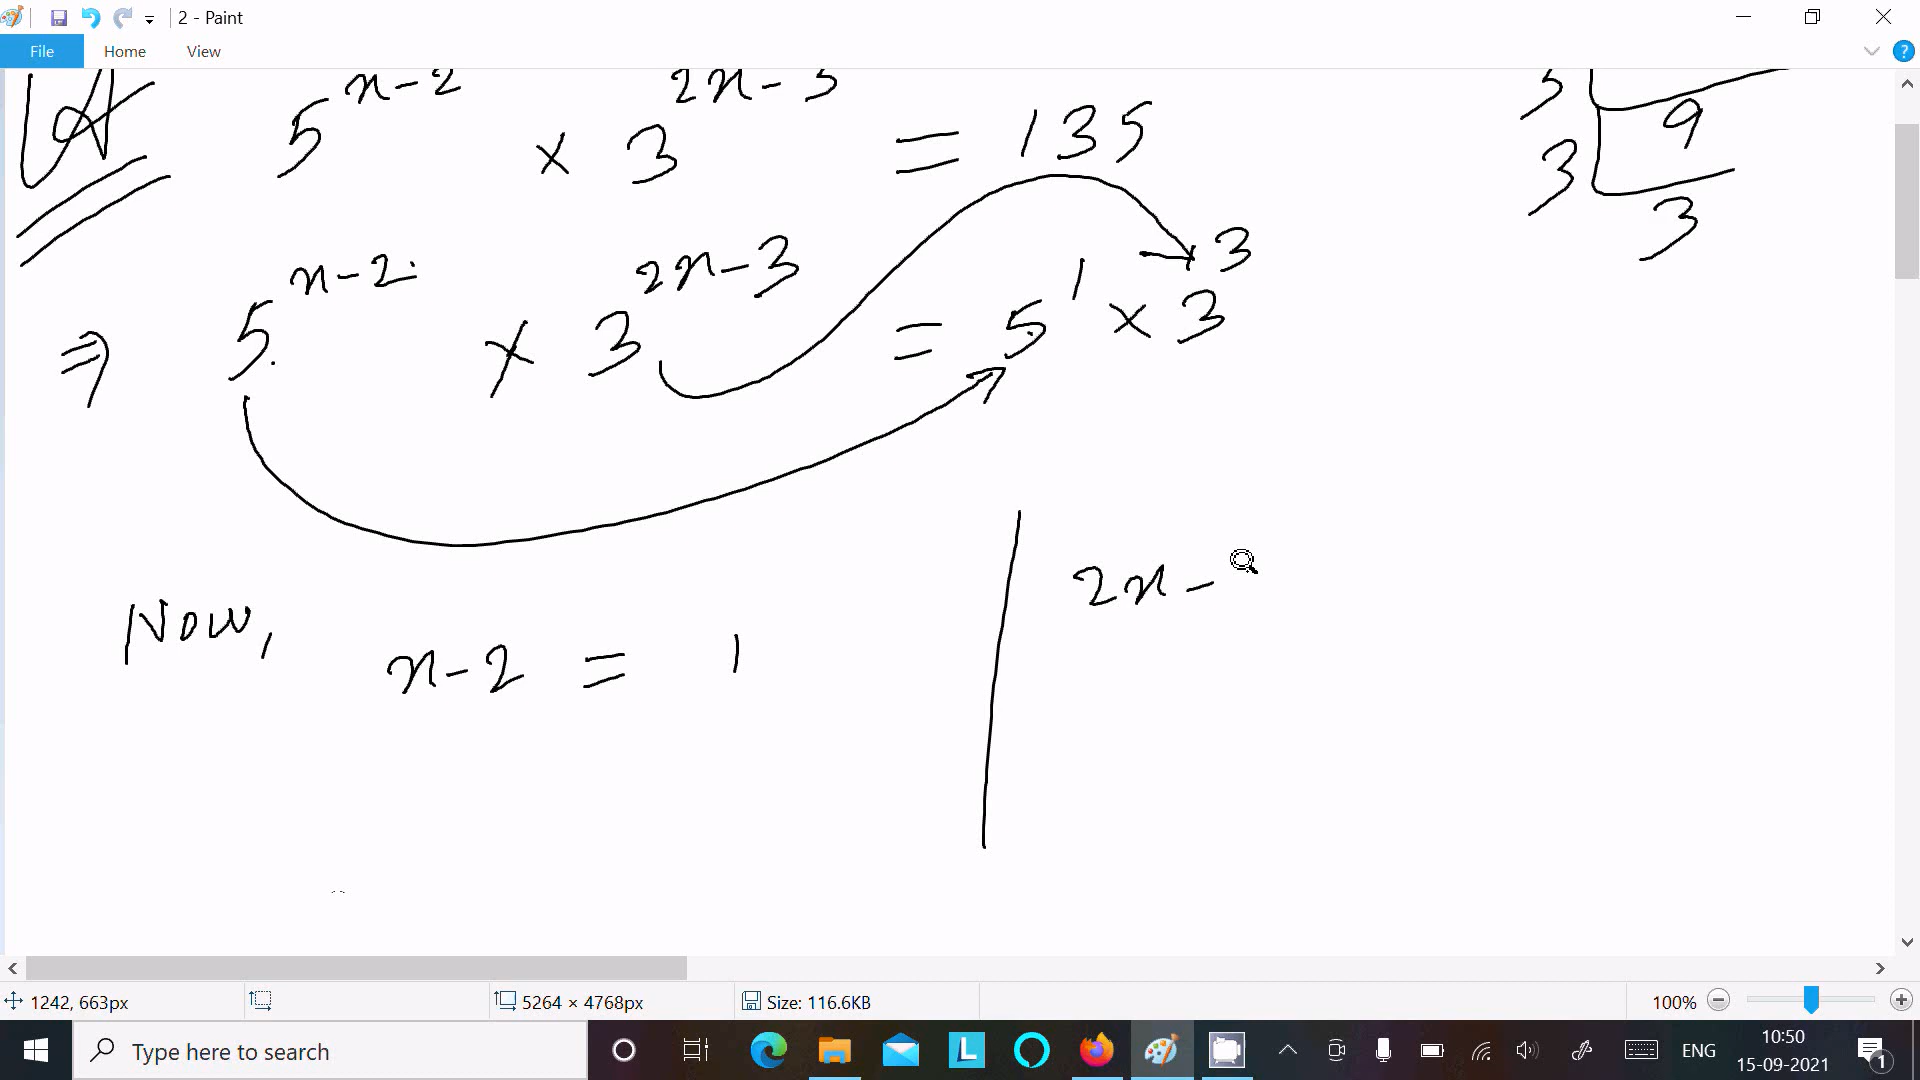 2 - Paint
File Home View
5^{x-2} × 3^{2x-3} = 135
3 9
3 3
⇒ 5^{x-2} × 3^{2x-3} = 5^1 × 3^3
Now,
x-2 = 1
2x -
1242, 663px
5264 × 4768px
Size: 116.6KB
100%
Type here to search
L
ENG
10:50
15-09-2021
1